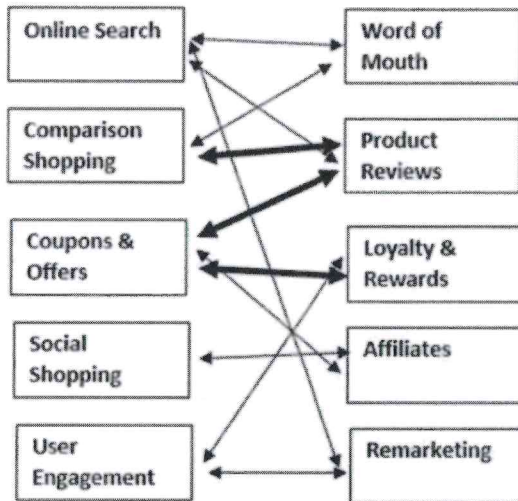 Online Search
Word of
Mouth
Comparison
Shopping
Product
Reviews
Coupons &
Offers
Loyalty &
Rewards
Social
Shopping
Affiliates
User
Engagement
Remarketing